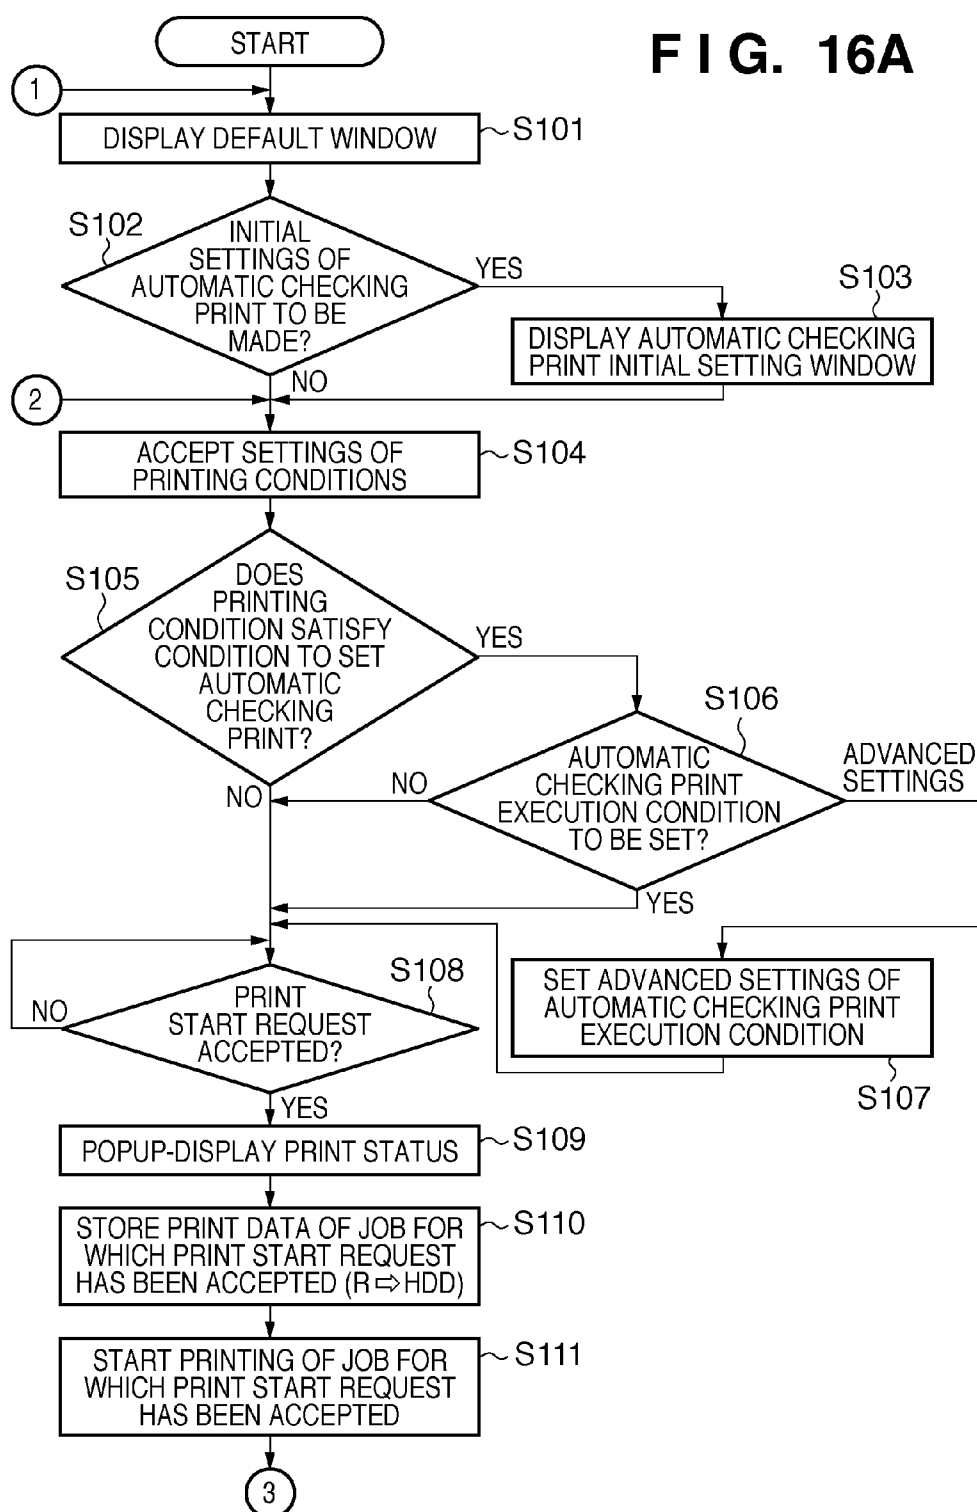 FIG. 16A
START
1
DISPLAY DEFAULT WINDOW
S101
S102
INITIAL
SETTINGS OF
AUTOMATIC CHECKING
PRINT TO BE
MADE?
YES
S103
DISPLAY AUTOMATIC CHECKING
PRINT INITIAL SETTING WINDOW
NO
2
ACCEPT SETTINGS OF
PRINTING CONDITIONS
S104
S105
DOES
PRINTING
CONDITION SATISFY
CONDITION TO SET
AUTOMATIC
CHECKING
PRINT?
YES
NO
S106
AUTOMATIC
CHECKING PRINT
EXECUTION CONDITION
TO BE SET?
NO
ADVANCED
SETTINGS
YES
S108
PRINT
START REQUEST
ACCEPTED?
NO
SET ADVANCED SETTINGS OF
AUTOMATIC CHECKING PRINT
EXECUTION CONDITION
S107
YES
POPUP-DISPLAY PRINT STATUS
S109
STORE PRINT DATA OF JOB FOR
WHICH PRINT START REQUEST
HAS BEEN ACCEPTED (R⇨HDD)
S110
START PRINTING OF JOB FOR
WHICH PRINT START REQUEST
HAS BEEN ACCEPTED
S111
3